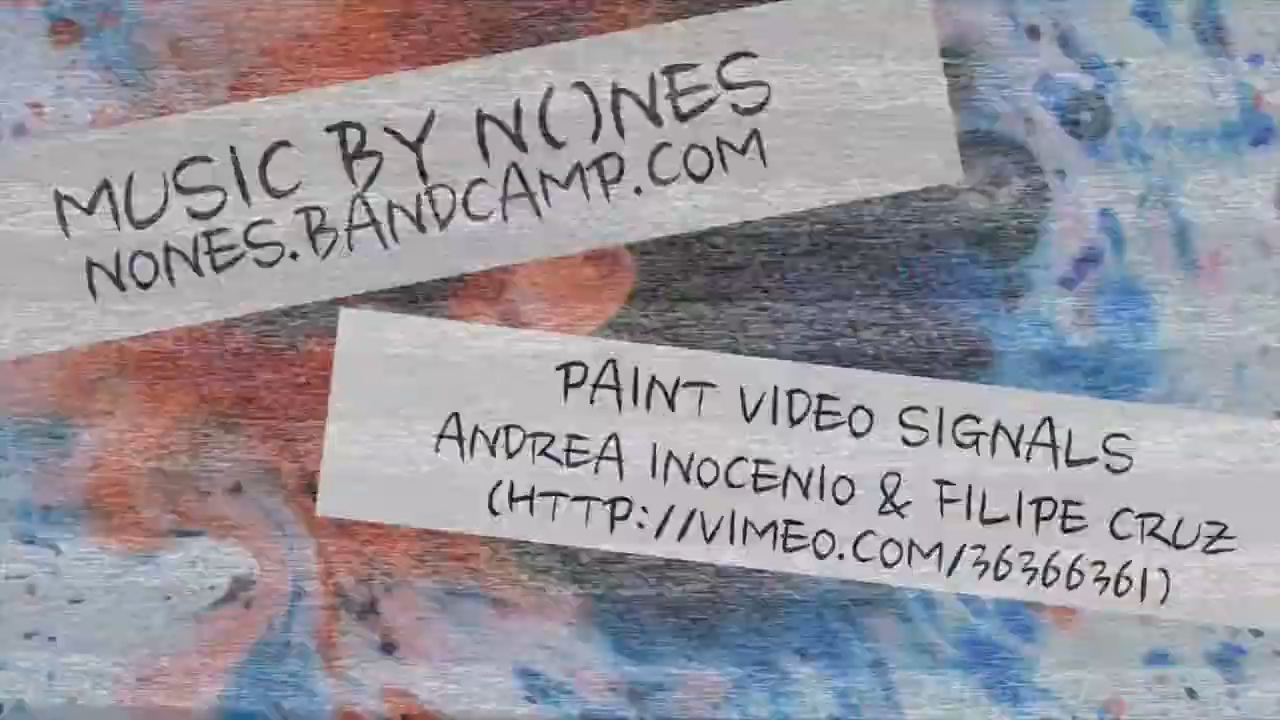 MUSIC BY N()NES
NONES.BANDCAMP.COM
PAINT VIDEO SIGNALS
ANDREA INOCENIO & FILIPE CRUZ
(HTTP://VIMEO.COM/36366361)